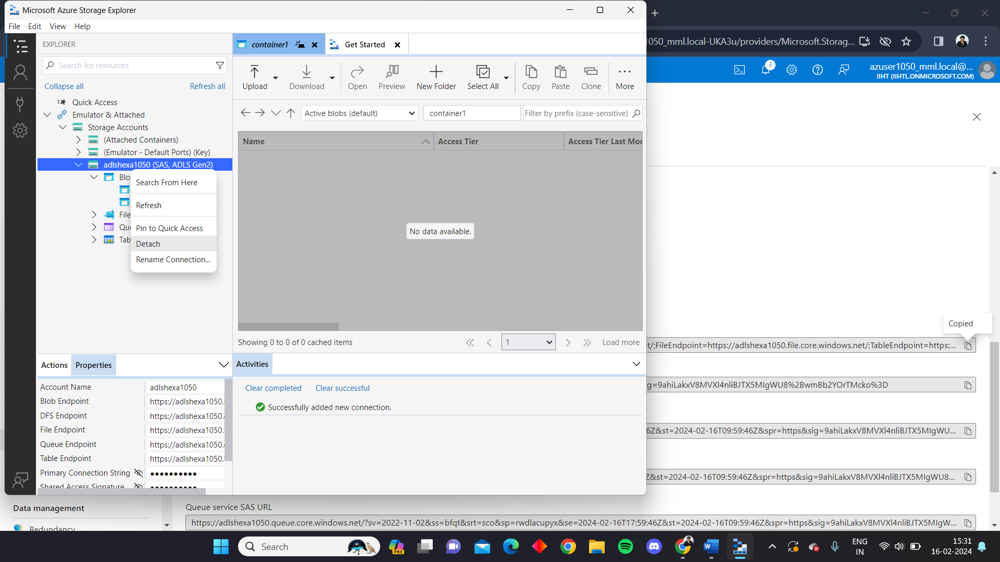 Microsoft Azure Storage Explorer
File Edit View Help
EXPLORER
Search for resources
Collapse all Refresh all
Quick Access
Emulator & Attached
Storage Accounts
(Attached Containers)
(Emulator - Default Ports) (Key)
adlshexa1050 (SAS, ADLS Gen2)
Blo
File
Que
Tab
Search From Here
Refresh
Pin to Quick Access
Detach
Rename Connection...
container1 Get Started
Upload Download Open Preview New Folder Select All Copy Paste Clone More
Active blobs (default) container1 Filter by prefix (case-sensitive)
Name Access Tier Access Tier Last Mod
No data available.
Showing 0 to 0 of 0 cached items 1 Load more
Actions Properties
Account Name adlshexa1050
Blob Endpoint https://adlshexa1050.
DFS Endpoint https://adlshexa1050.
File Endpoint https://adlshexa1050.
Queue Endpoint https://adlshexa1050.
Table Endpoint https://adlshexa1050.
Primary Connection String ●●●●●●●●●●
Shared Access Signature ●●●●●●●●●●
Activities
Clear completed Clear successful
Successfully added new connection.
1050_mml.local-UKA3u/providers/Microsoft.Storag...
3
azuser1050_mml.local@...
IIHT (IIHTL.ONMICROSOFT.COM)
Copied
t/;FileEndpoint=https://adlshexa1050.file.core.windows.net/;TableEndpoint=https:...
g=9ahiLakxV8MVXl4nliBJTX5MIgWU8%2BwmBb2YOrTMcko%3D
6Z&st=2024-02-16T09:59:46Z&spr=https&sig=9ahiLakxV8MVXl4nliBJTX5MIgWU...
Z&st=2024-02-16T09:59:46Z&spr=https&sig=9ahiLakxV8MVXl4nliBJTX5MIgWU8...
Data management
Redundancy
Queue service SAS URL
https://adlshexa1050.queue.core.windows.net/?sv=2022-11-02&ss=bfqt&srt=sco&sp=rwdlacupyx&se=2024-02-16T17:59:46Z&st=2024-02-16T09:59:46Z&spr=https&sig=9ahiLakxV8MVXl4nliBJTX5MIgW...
Search
PRE
ENG
IN
15:31
16-02-2024